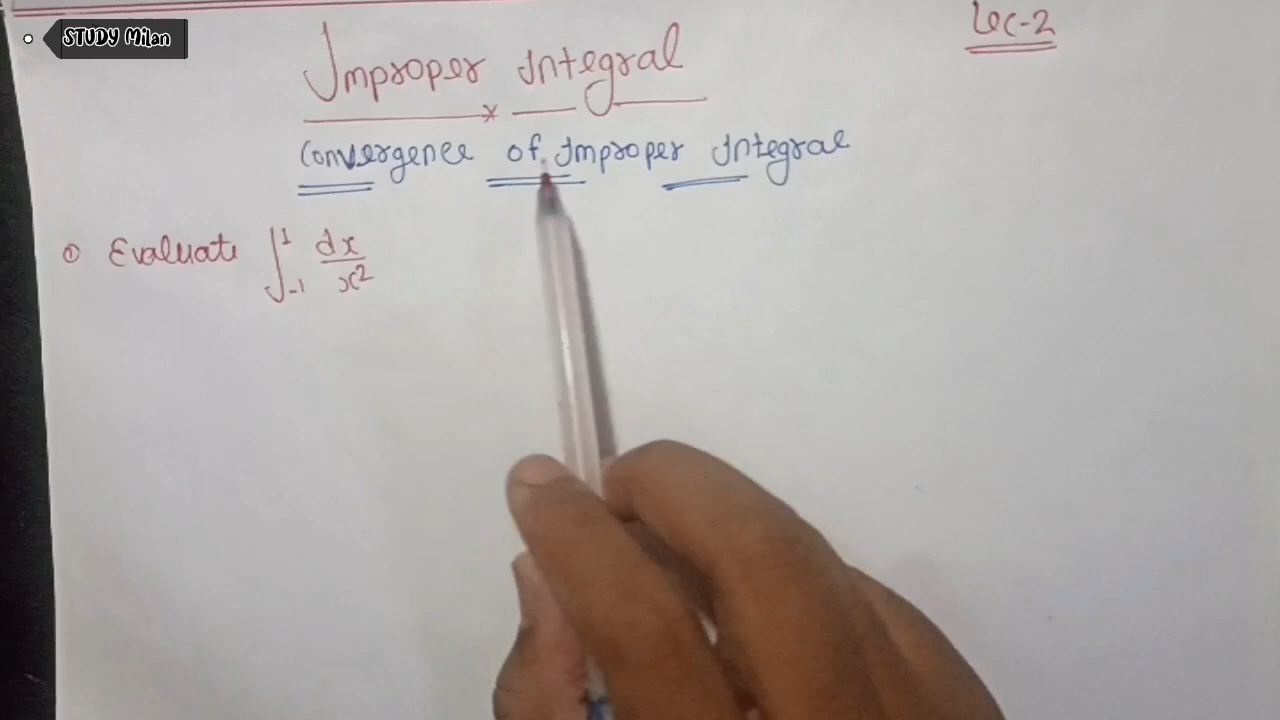 STUDY Milan
Lec-2
Improper Integral
Convergence of Improper Integral
① Evaluate ∫₋₁¹ dx/x²